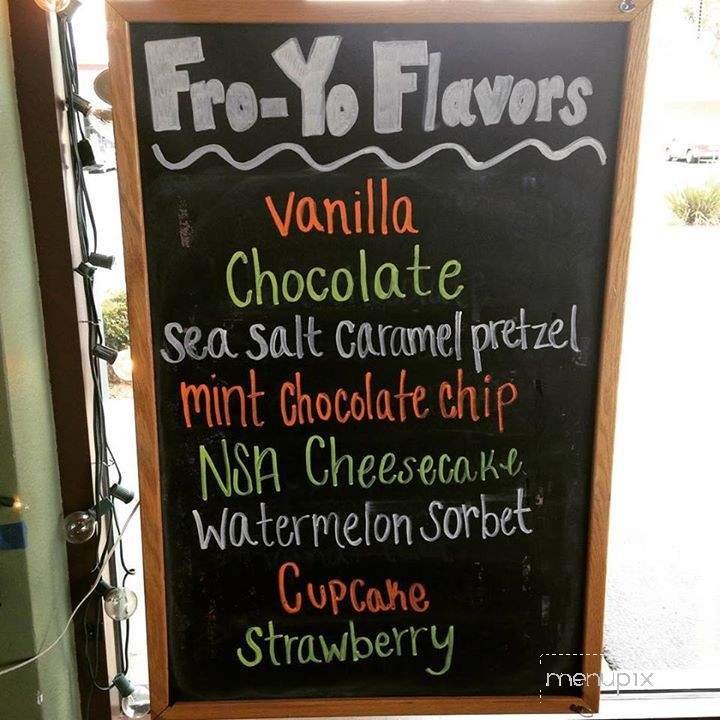 Fro-Yo Flavors
vanilla
Chocolate
sea salt caramel pretzel
mint chocolate chip
NSA Cheesecake
watermelon sorbet
Cupcake
strawberry
menupix